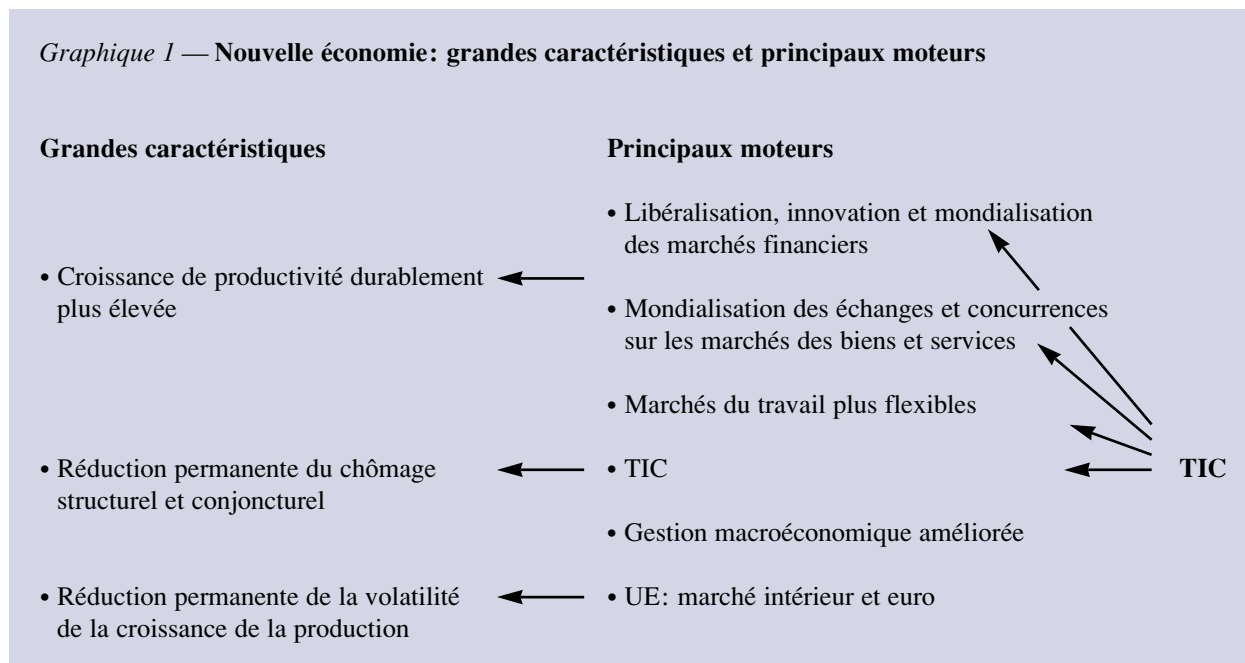 Graphique 1 — Nouvelle économie: grandes caractéristiques et principaux moteurs
Grandes caractéristiques
• Croissance de productivité durablement
plus élevée
• Réduction permanente du chômage
structurel et conjoncturel
• Réduction permanente de la volatilité
de la croissance de la production
Principaux moteurs
• Libéralisation, innovation et mondialisation
des marchés financiers
• Mondialisation des échanges et concurrences
sur les marchés des biens et services
• Marchés du travail plus flexibles
• TIC
• Gestion macroéconomique améliorée
• UE: marché intérieur et euro
TIC